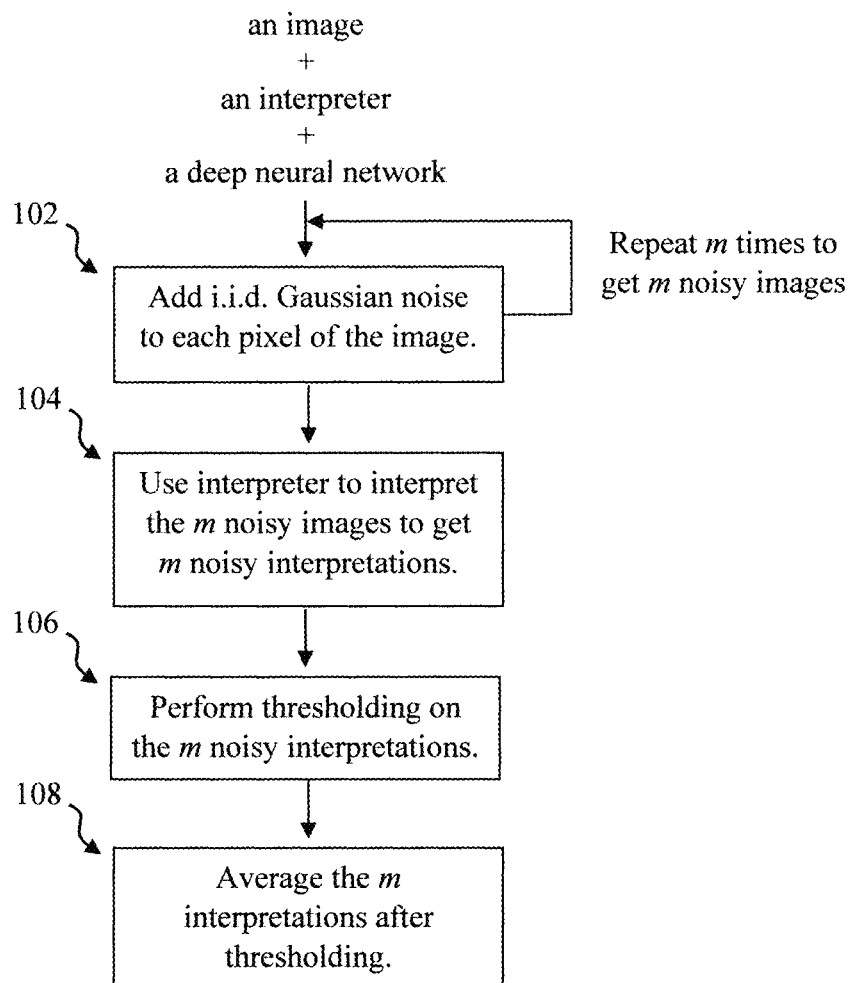 an image
+
an interpreter
+
a deep neural network
102
Repeat m times to
get m noisy images
Add i.i.d. Gaussian noise
to each pixel of the image.
104
Use interpreter to interpret
the m noisy images to get
m noisy interpretations.
106
Perform thresholding on
the m noisy interpretations.
108
Average the m
interpretations after
thresholding.